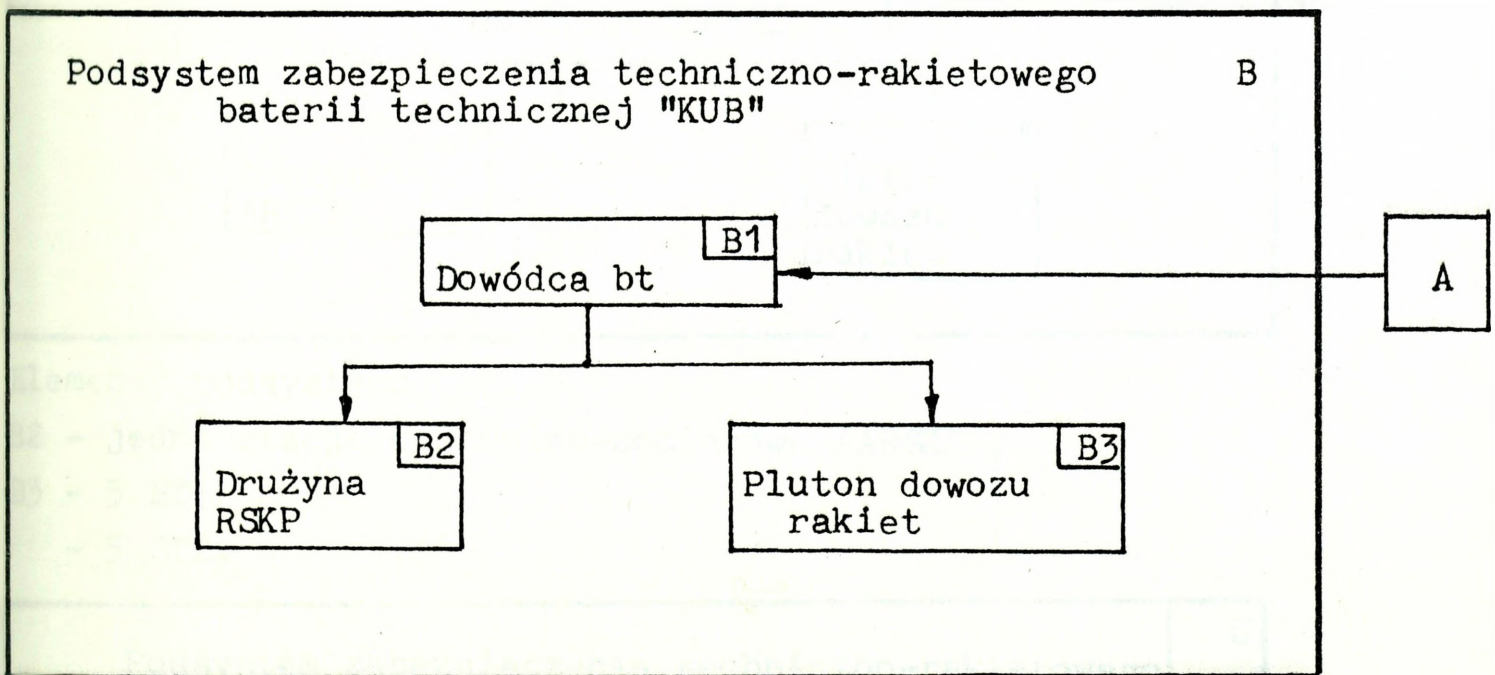 Podsystem zabezpieczenia techniczno-rakietowego B
baterii technicznej "KUB"
B1
Dowódca bt
A
B2
Drużyna
RSKP
B3
Pluton dowozu
rakiet